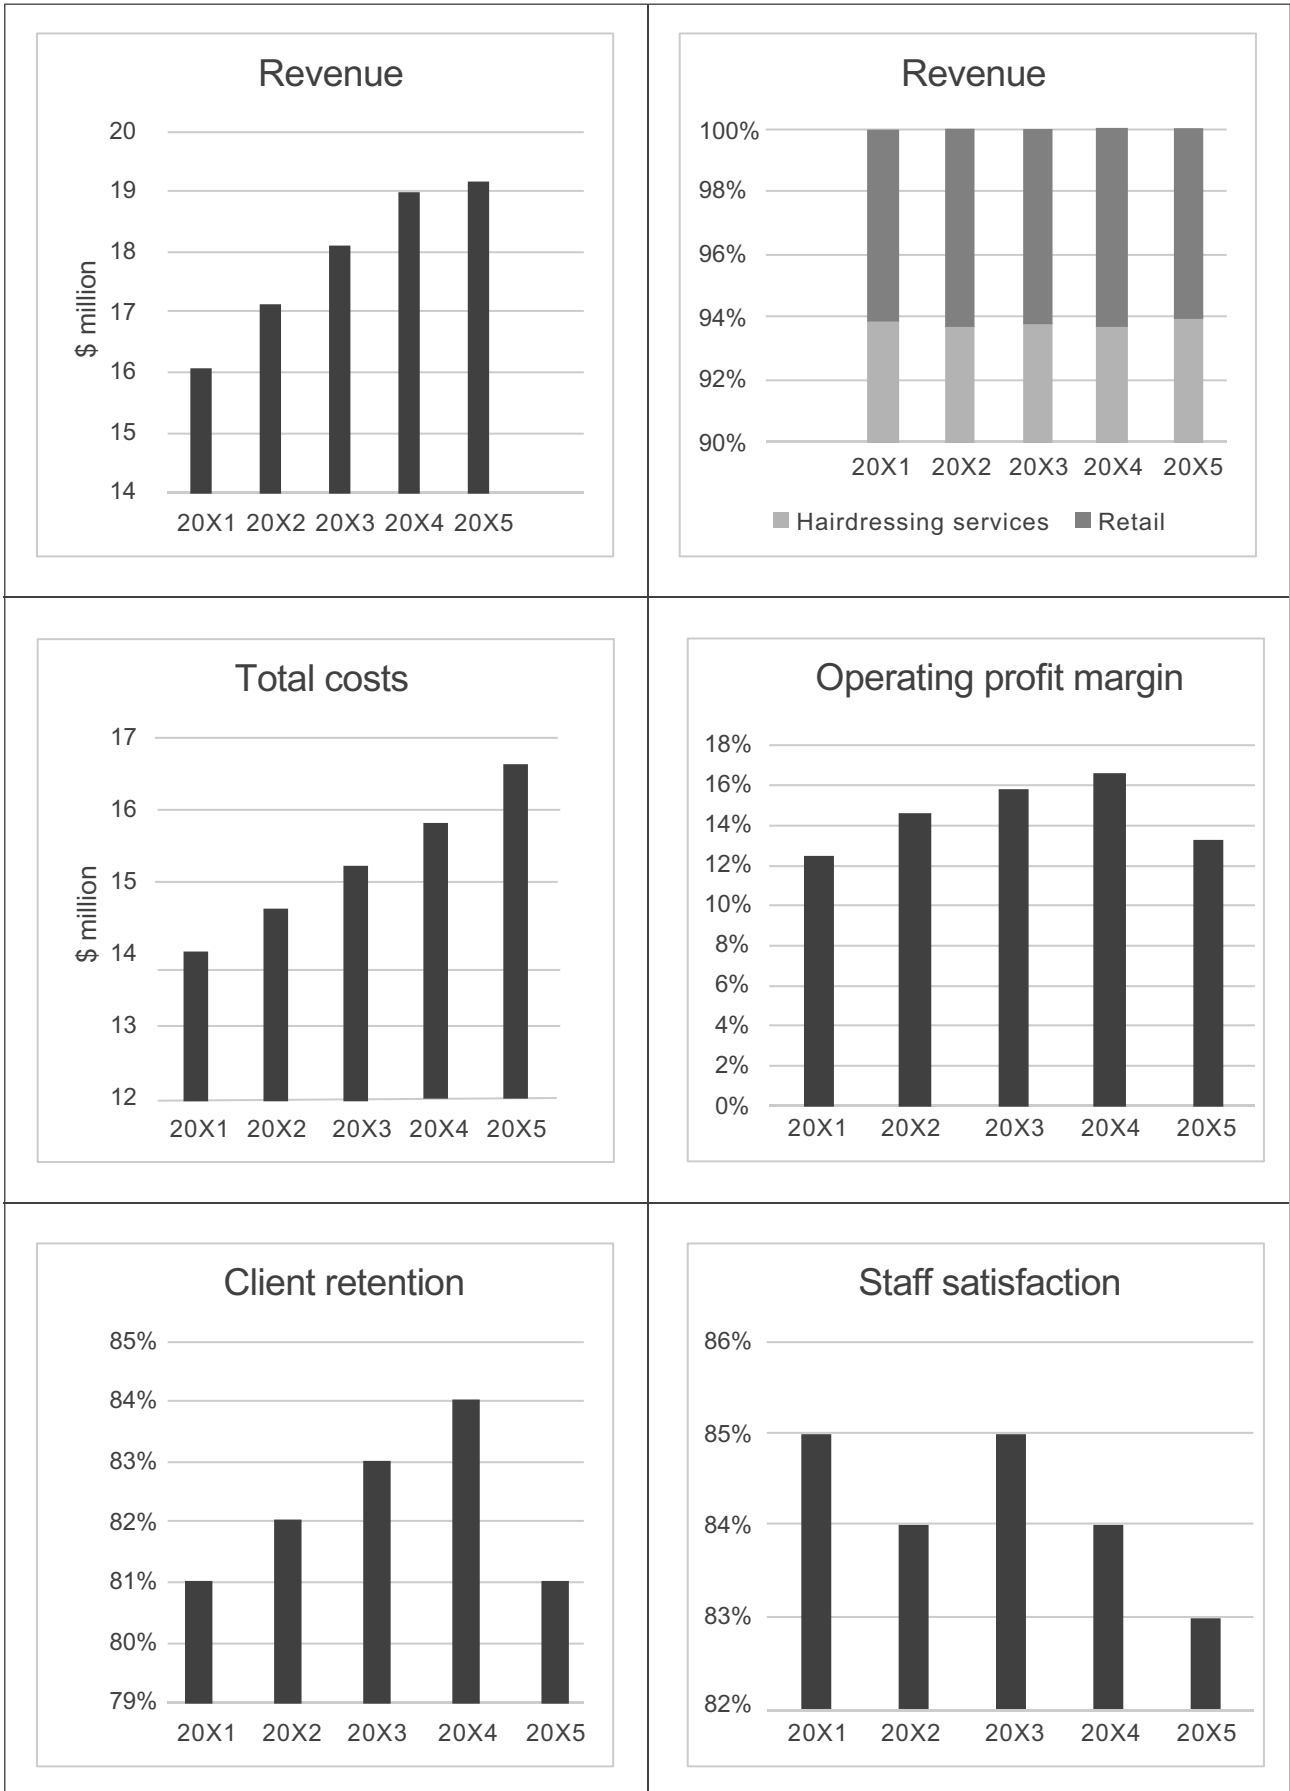 Revenue
20
19
18
17
16
15
14
$ million
20X1 20X2 20X3 20X4 20X5
Revenue
100%
98%
96%
94%
92%
90%
20X1 20X2 20X3 20X4 20X5
Hairdressing services Retail
Total costs
17
16
15
14
13
12
$ million
20X1 20X2 20X3 20X4 20X5
Operating profit margin
18%
16%
14%
12%
10%
8%
6%
4%
2%
0%
20X1 20X2 20X3 20X4 20X5
Client retention
85%
84%
83%
82%
81%
80%
79%
20X1 20X2 20X3 20X4 20X5
Staff satisfaction
86%
85%
84%
83%
82%
20X1 20X2 20X3 20X4 20X5